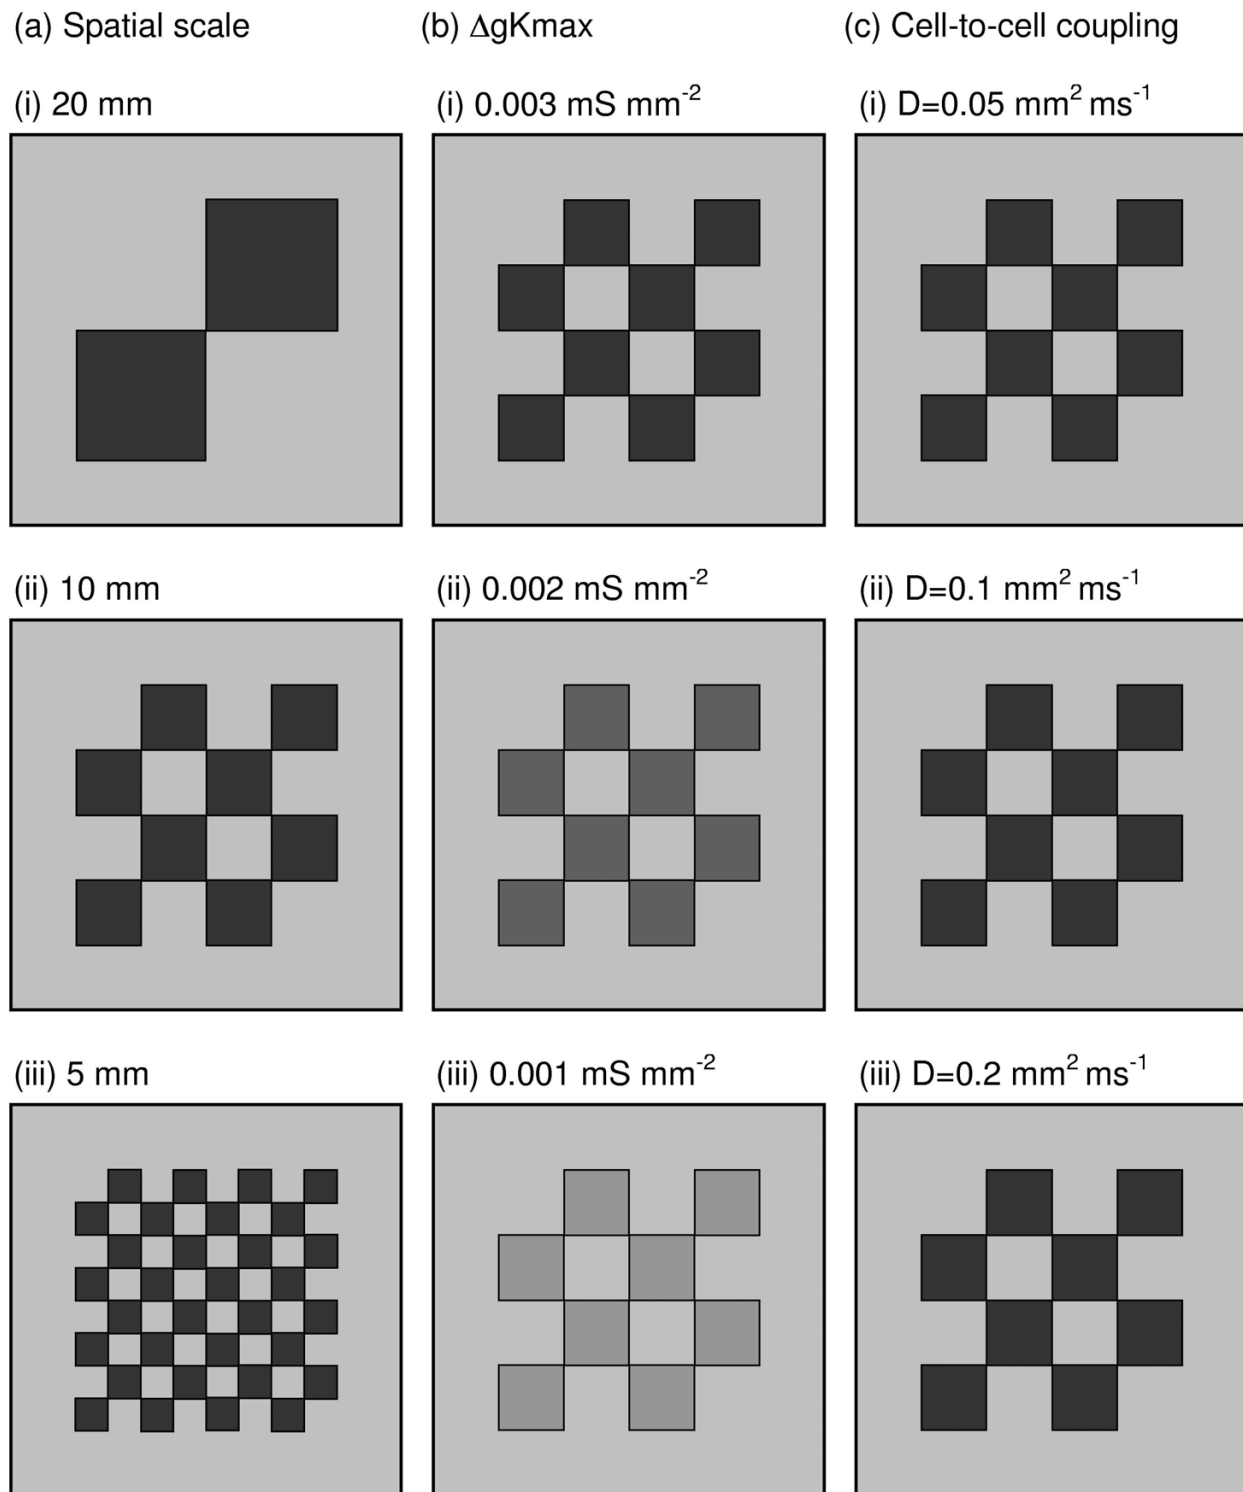 (a) Spatial scale (b) ΔgKmax (c) Cell-to-cell coupling
(i) 20 mm (i) 0.003 mS mm⁻² (i) D=0.05 mm² ms⁻¹
(ii) 10 mm (ii) 0.002 mS mm⁻² (ii) D=0.1 mm² ms⁻¹
(iii) 5 mm (iii) 0.001 mS mm⁻² (iii) D=0.2 mm² ms⁻¹